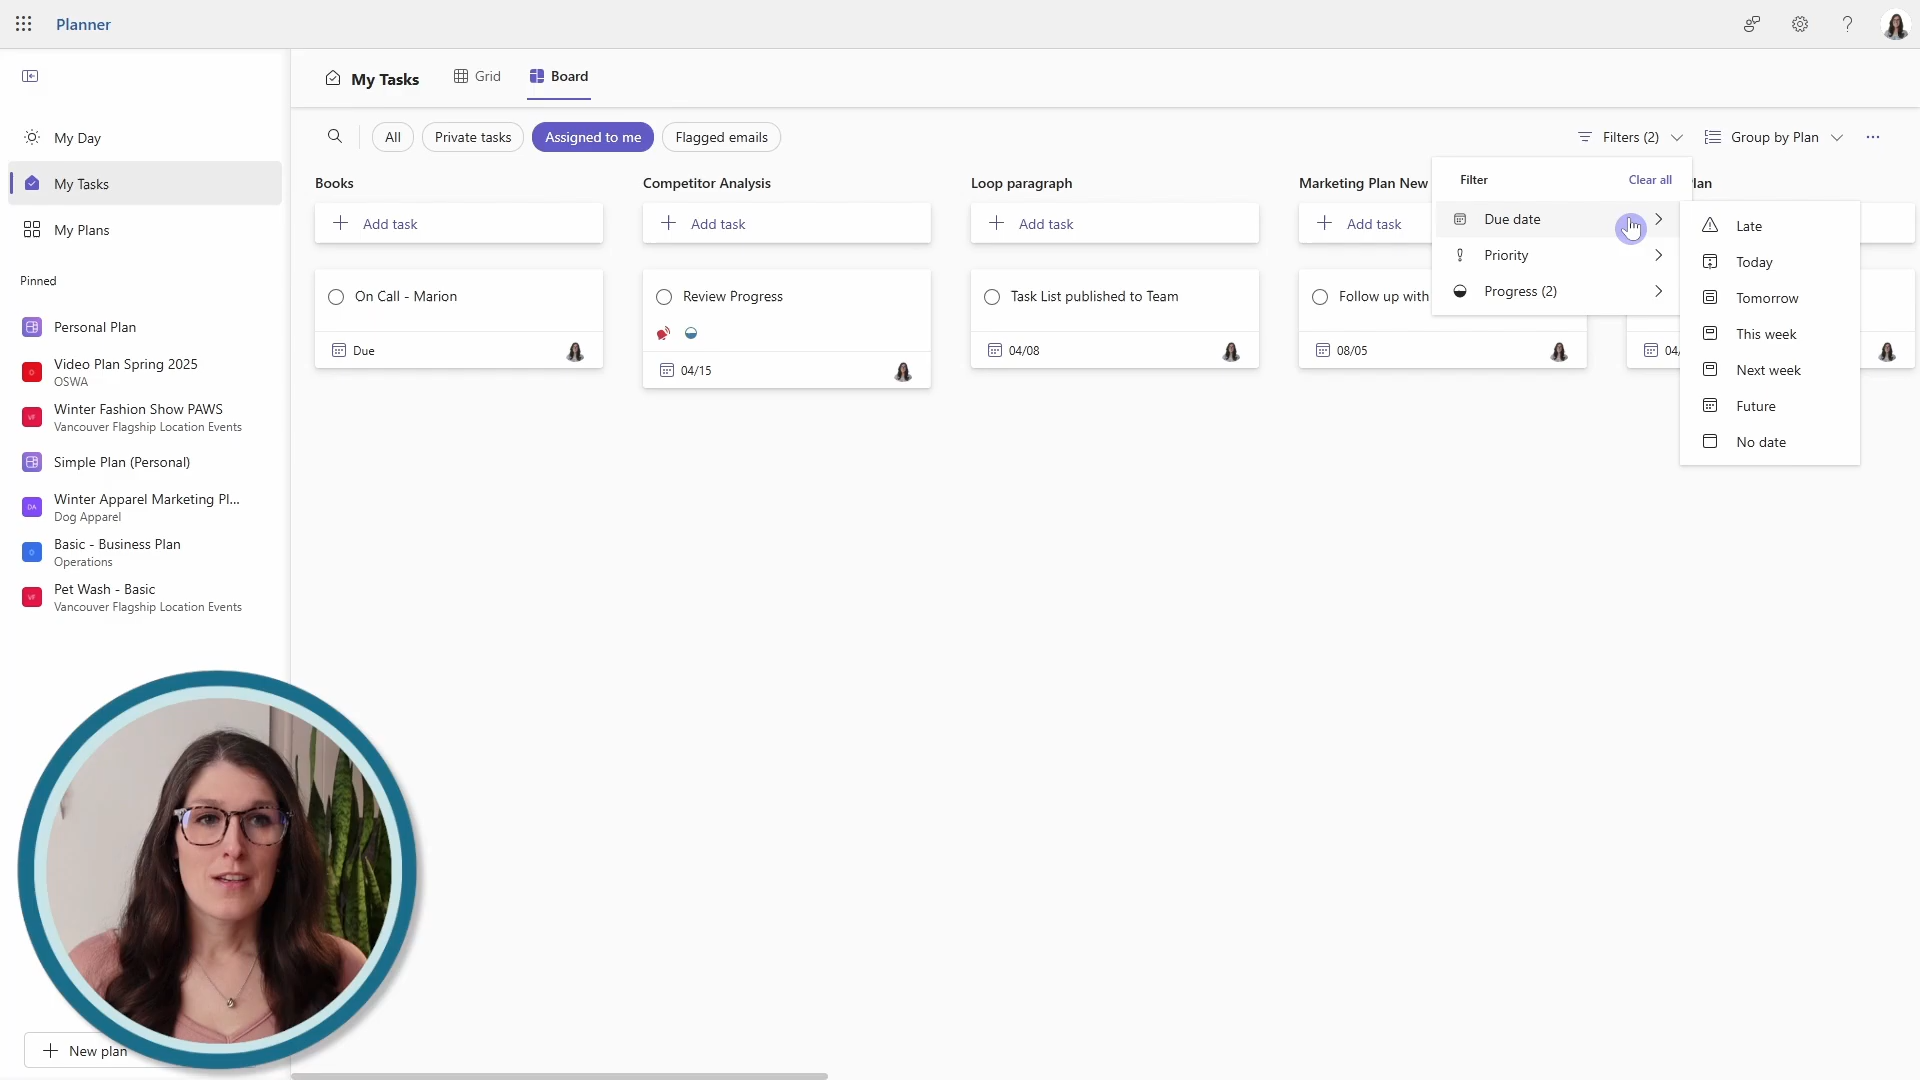 Planner
My Day
My Tasks
My Plans
Pinned
Personal Plan
Video Plan Spring 2025
OSWA
Winter Fashion Show PAWS
Vancouver Flagship Location Events
Simple Plan (Personal)
Winter Apparel Marketing Pl...
Dog Apparel
Basic - Business Plan
Operations
Pet Wash - Basic
Vancouver Flagship Location Events
New plan
My Tasks
Grid
Board
All
Private tasks
Assigned to me
Flagged emails
Filters (2)
Group by Plan
Books
Add task
On Call - Marion
Due
Competitor Analysis
Add task
Review Progress
04/15
Loop paragraph
Add task
Task List published to Team
04/08
Marketing Plan New
Add task
Follow up with
08/05
lan
04/
Filter
Clear all
Due date
Priority
Progress (2)
Late
Today
Tomorrow
This week
Next week
Future
No date